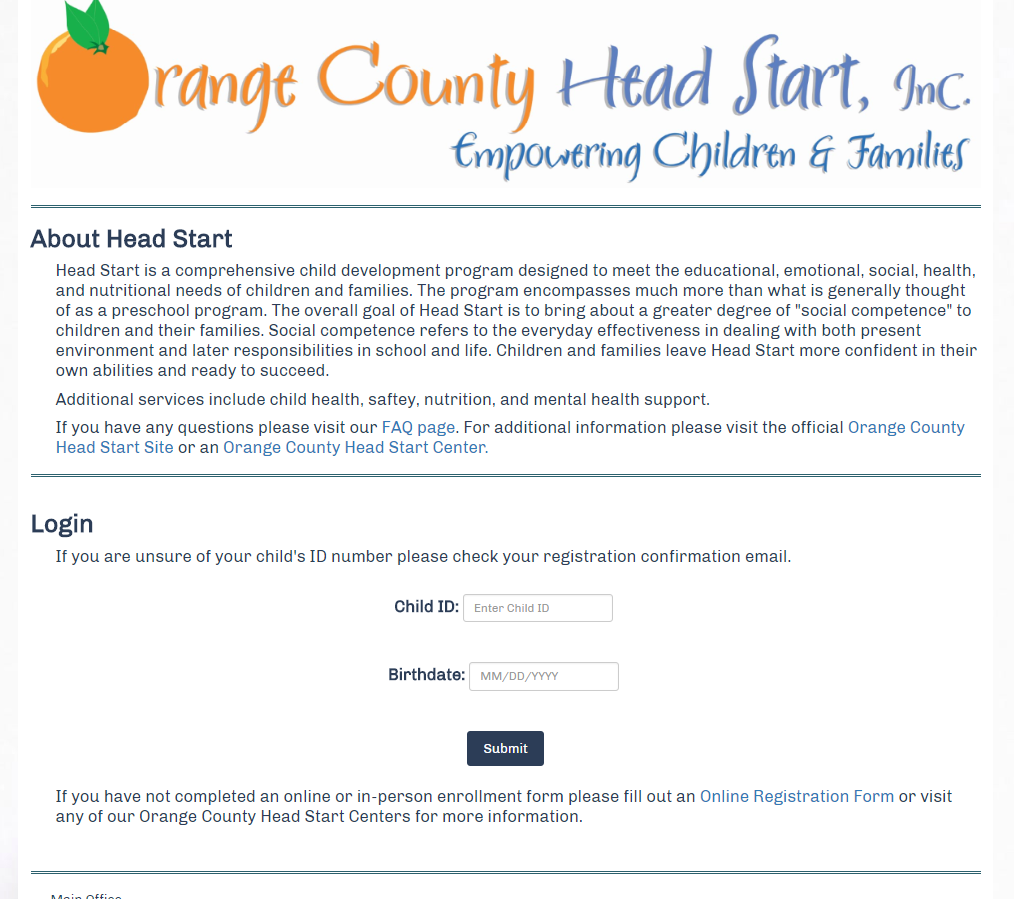 Orange County Head Start, Inc.
Empowering Children & Families
About Head Start
Head Start is a comprehensive child development program designed to meet the educational, emotional, social, health,
and nutritional needs of children and families. The program encompasses much more than what is generally thought
of as a preschool program. The overall goal of Head Start is to bring about a greater degree of "social competence" to
children and their families. Social competence refers to the everyday effectiveness in dealing with both present
environment and later responsibilities in school and life. Children and families leave Head Start more confident in their
own abilities and ready to succeed.
Additional services include child health, saftey, nutrition, and mental health support.
If you have any questions please visit our FAQ page. For additional information please visit the official Orange County
Head Start Site or an Orange County Head Start Center.
Login
If you are unsure of your child's ID number please check your registration confirmation email.
Child ID: Enter Child ID
Birthdate: MM/DD/YYYY
Submit
If you have not completed an online or in-person enrollment form please fill out an Online Registration Form or visit
any of our Orange County Head Start Centers for more information.
Main Office